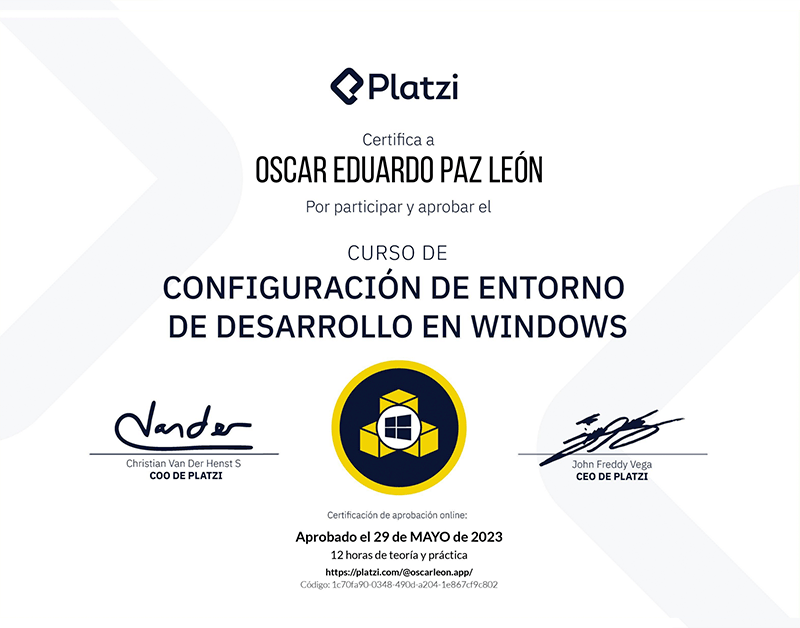 Platzi
Certifica a
OSCAR EDUARDO PAZ LEÓN
Por participar y aprobar el
CURSO DE
CONFIGURACIÓN DE ENTORNO
DE DESARROLLO EN WINDOWS
Vander
Christian Van Der Henst S
COO DE PLATZI
John Freddy Vega
CEO DE PLATZI
Certificación de aprobación online:
Aprobado el 29 de MAYO de 2023
12 horas de teoría y práctica
https://platzi.com/@oscarleon.app/
Código: 1c70fa90-0348-490d-a204-1e867cf9c802